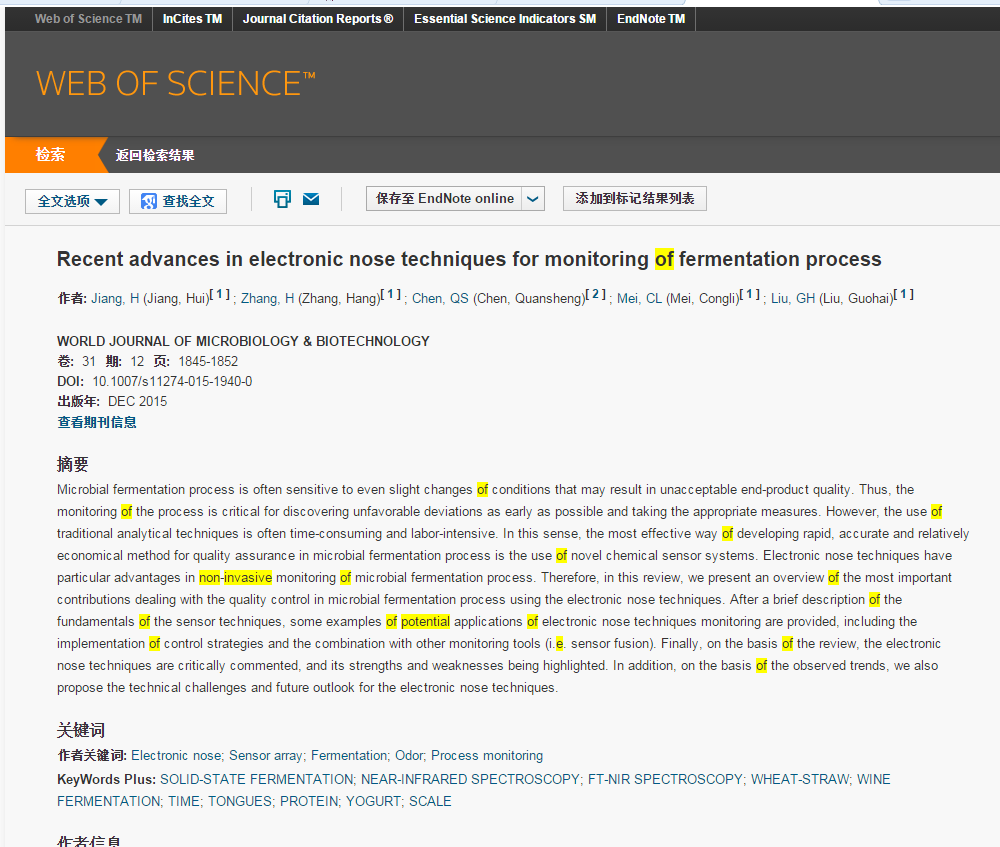 Web of Science TM InCites TM Journal Citation Reports ® Essential Science Indicators SM EndNote TM
WEB OF SCIENCE™
检索 返回检索结果
全文选项 查找全文 保存至 EndNote online 添加到标记结果列表
Recent advances in electronic nose techniques for monitoring of fermentation process
作者: Jiang, H (Jiang, Hui)[ 1 ] ; Zhang, H (Zhang, Hang)[ 1 ] ; Chen, QS (Chen, Quansheng)[ 2 ] ; Mei, CL (Mei, Congli)[ 1 ] ; Liu, GH (Liu, Guohai)[ 1 ]
WORLD JOURNAL OF MICROBIOLOGY & BIOTECHNOLOGY
卷: 31 期: 12 页: 1845-1852
DOI: 10.1007/s11274-015-1940-0
出版年: DEC 2015
查看期刊信息
摘要
Microbial fermentation process is often sensitive to even slight changes of conditions that may result in unacceptable end-product quality. Thus, the
monitoring of the process is critical for discovering unfavorable deviations as early as possible and taking the appropriate measures. However, the use of
traditional analytical techniques is often time-consuming and labor-intensive. In this sense, the most effective way of developing rapid, accurate and relatively
economical method for quality assurance in microbial fermentation process is the use of novel chemical sensor systems. Electronic nose techniques have
particular advantages in non-invasive monitoring of microbial fermentation process. Therefore, in this review, we present an overview of the most important
contributions dealing with the quality control in microbial fermentation process using the electronic nose techniques. After a brief description of the
fundamentals of the sensor techniques, some examples of potential applications of electronic nose techniques monitoring are provided, including the
implementation of control strategies and the combination with other monitoring tools (i.e. sensor fusion). Finally, on the basis of the review, the electronic
nose techniques are critically commented, and its strengths and weaknesses being highlighted. In addition, on the basis of the observed trends, we also
propose the technical challenges and future outlook for the electronic nose techniques.
关键词
作者关键词: Electronic nose; Sensor array; Fermentation; Odor; Process monitoring
KeyWords Plus: SOLID-STATE FERMENTATION; NEAR-INFRARED SPECTROSCOPY; FT-NIR SPECTROSCOPY; WHEAT-STRAW; WINE
FERMENTATION; TIME; TONGUES; PROTEIN; YOGURT; SCALE
作者信息